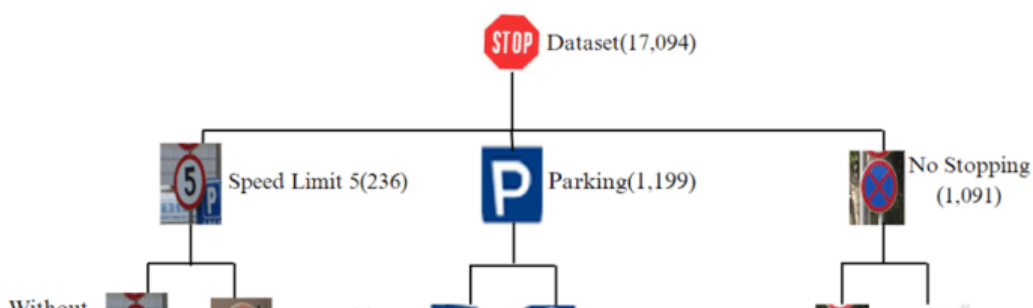 STOP Dataset(17,094)
5 Speed Limit 5(236)
P
P Parking(1,199)
No Stopping
(1,091)
Without